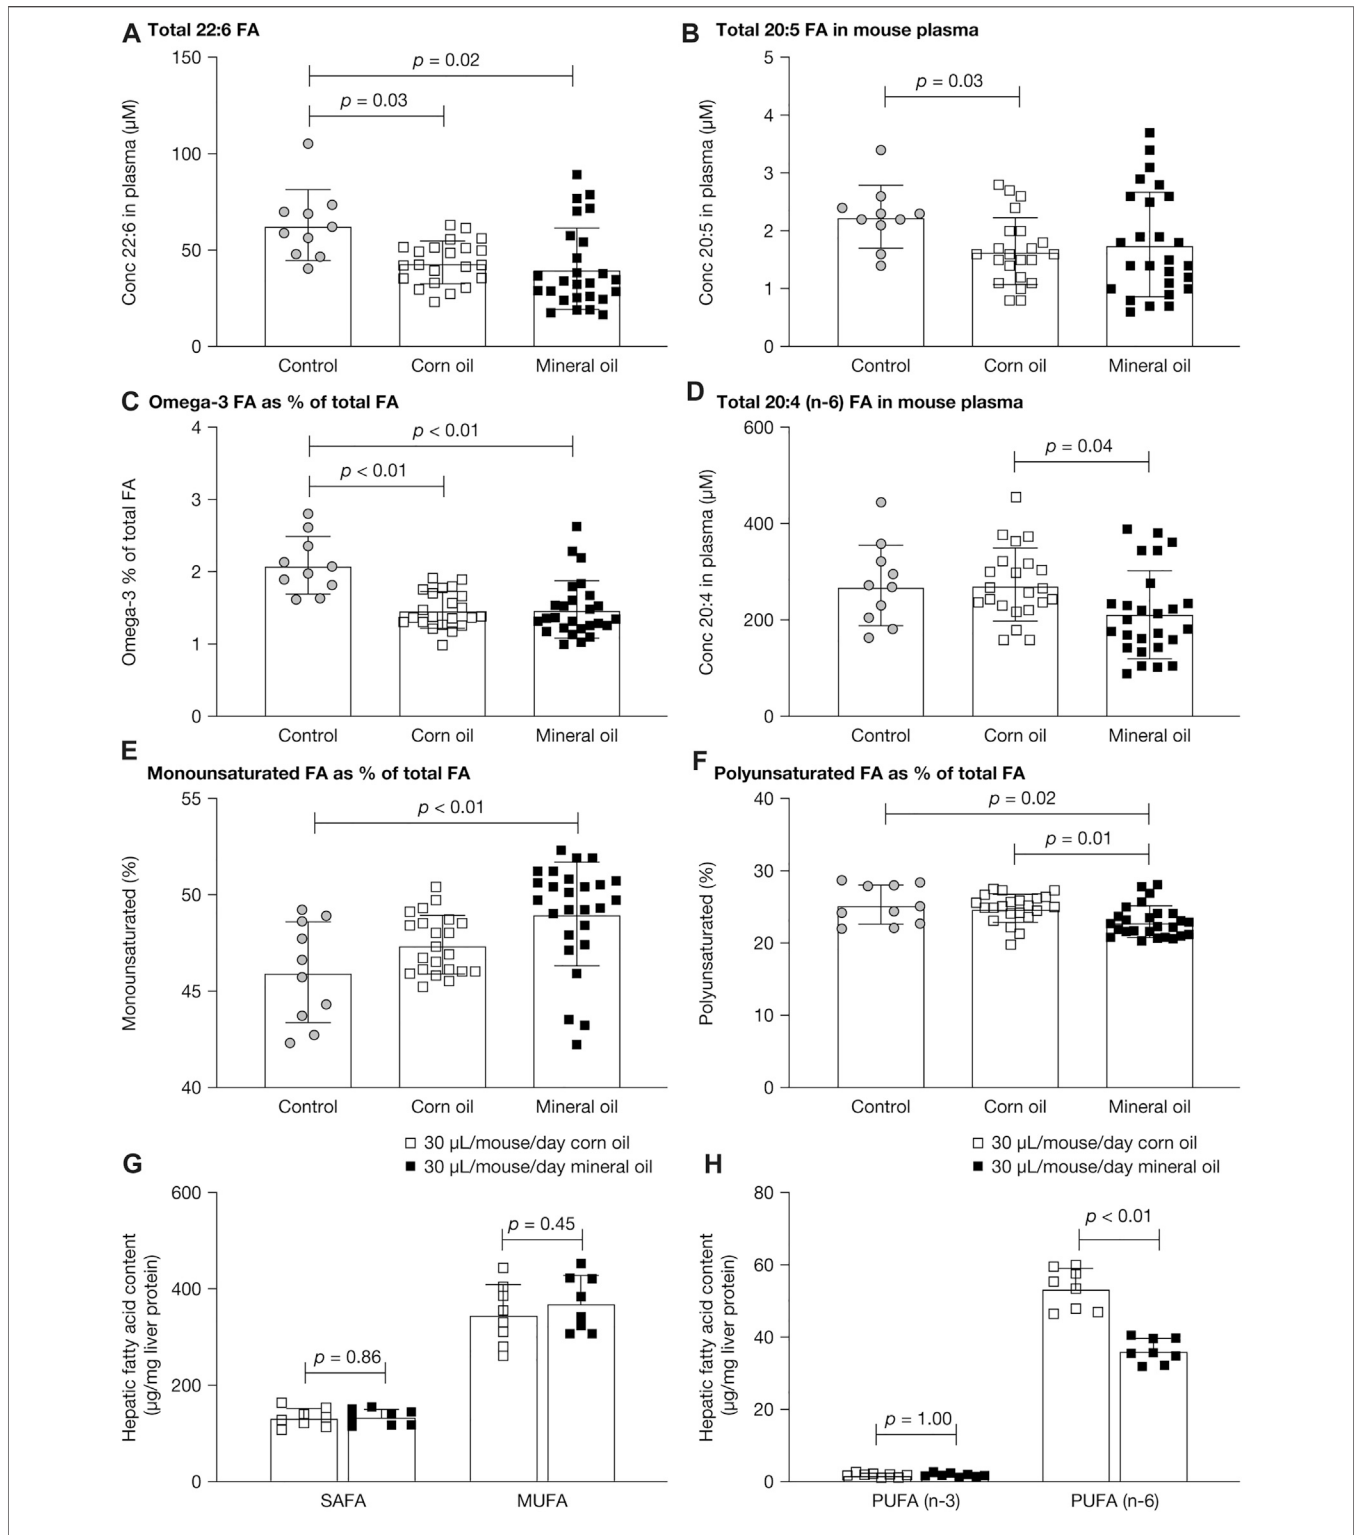 A Total 22:6 FA
150
100
50
0
Conc 22:6 in plasma (µM)
p = 0.02
p = 0.03
Control Corn oil Mineral oil
B Total 20:5 FA in mouse plasma
5
4
3
2
1
0
Conc 20:5 in plasma (µM)
p = 0.03
Control Corn oil Mineral oil
C Omega-3 FA as % of total FA
4
3
2
1
0
Omega-3 % of total FA
p < 0.01
p < 0.01
Control Corn oil Mineral oil
D Total 20:4 (n-6) FA in mouse plasma
600
400
200
0
Conc 20:4 in plasma (µM)
p = 0.04
Control Corn oil Mineral oil
E Monounsaturated FA as % of total FA
55
50
45
40
Monounsaturated (%)
p < 0.01
Control Corn oil Mineral oil
F Polyunsaturated FA as % of total FA
40
30
20
10
0
Polyunsaturated (%)
p = 0.02
p = 0.01
Control Corn oil Mineral oil
G
30 µL/mouse/day corn oil
30 µL/mouse/day mineral oil
600
400
200
0
Hepatic fatty acid content
(µg/mg liver protein)
p = 0.45
p = 0.86
SAFA MUFA
H
30 µL/mouse/day corn oil
30 µL/mouse/day mineral oil
80
60
40
20
0
Hepatic fatty acid content
(µg/mg liver protein)
p < 0.01
p = 1.00
PUFA (n-3) PUFA (n-6)